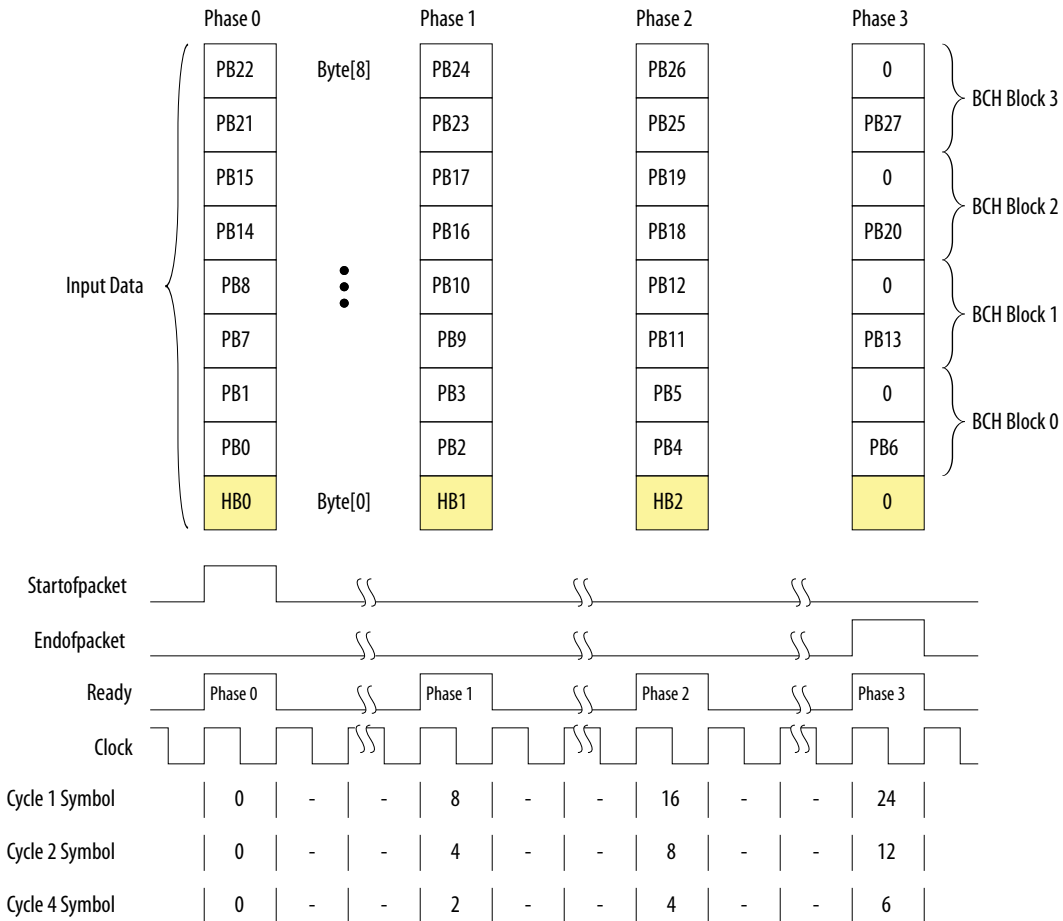 Phase 0 Phase 1 Phase 2 Phase 3
PB22 Byte[8] PB24 PB26 0
BCH Block 3
PB21 PB23 PB25 PB27
PB15 PB17 PB19 0
BCH Block 2
PB14 PB16 PB18 PB20
Input Data PB8 PB10 PB12 0
BCH Block 1
PB7 PB9 PB11 PB13
PB1 PB3 PB5 0
BCH Block 0
PB0 PB2 PB4 PB6
HB0 Byte[0] HB1 HB2 0
Startofpacket
Endofpacket
Ready Phase 0 Phase 1 Phase 2 Phase 3
Clock
Cycle 1 Symbol 0 - - 8 - - 16 - - 24
Cycle 2 Symbol 0 - - 4 - - 8 - - 12
Cycle 4 Symbol 0 - - 2 - - 4 - - 6